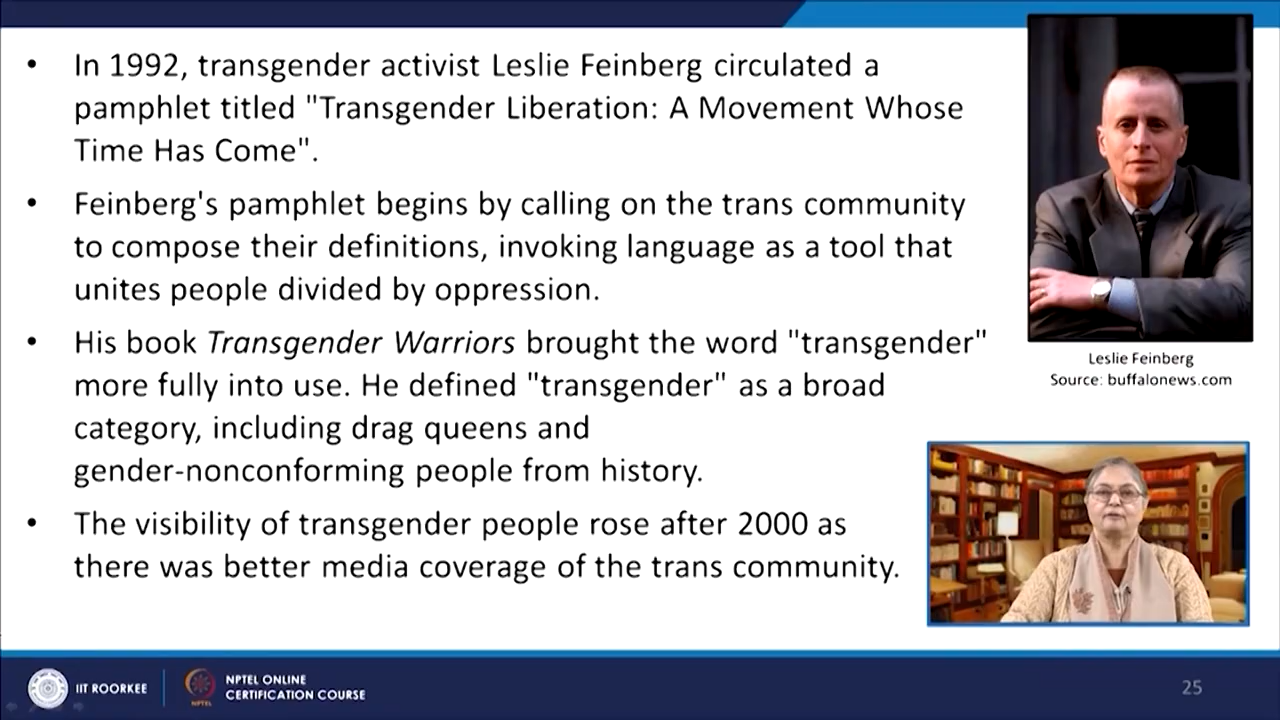 • In 1992, transgender activist Leslie Feinberg circulated a
pamphlet titled "Transgender Liberation: A Movement Whose
Time Has Come".
• Feinberg's pamphlet begins by calling on the trans community
to compose their definitions, invoking language as a tool that
unites people divided by oppression.
• His book Transgender Warriors brought the word "transgender"
more fully into use. He defined "transgender" as a broad
category, including drag queens and
gender-nonconforming people from history.
• The visibility of transgender people rose after 2000 as
there was better media coverage of the trans community.
Leslie Feinberg
Source: buffalonews.com
IIT ROORKEE
NPTEL
NPTEL ONLINE
CERTIFICATION COURSE
25